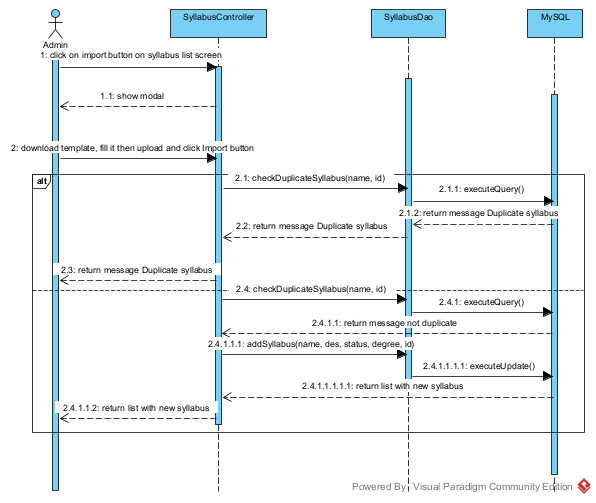 SyllabusController
SyllabusDao
MySQL
Admin
1: click on import button on syllabus list screen
1.1: show modal
2: download template, fill it then upload and click Import button
alt
2.1: checkDuplicateSyllabus(name, id)
2.1.1: executeQuery()
2.1.2: return message Duplicate syllabus
2.2: return message Duplicate syllabus
2.3: return message Duplicate syllabus
2.4: checkDuplicateSyllabus(name, id)
2.4.1: executeQuery()
2.4.1.1: return message not duplicate
2.4.1.1.1: addSyllabus(name, des, status, degree, id)
2.4.1.1.1.1: executeUpdate()
2.4.1.1.1.1.1: return list with new syllabus
2.4.1.1.2: return list with new syllabus
Powered By Visual Paradigm Community Edition